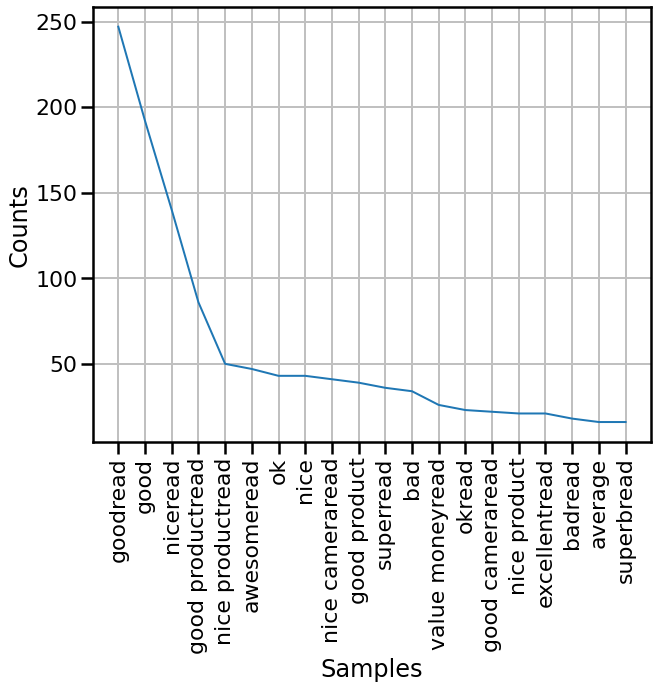 250
200
150
100
50
Counts
goodread
good
niceread
good productread
nice productread
awesomeread
ok
nice
nice cameraread
good product
superread
bad
value moneyread
okread
good cameraread
nice product
excellentread
badread
average
superbread
Samples